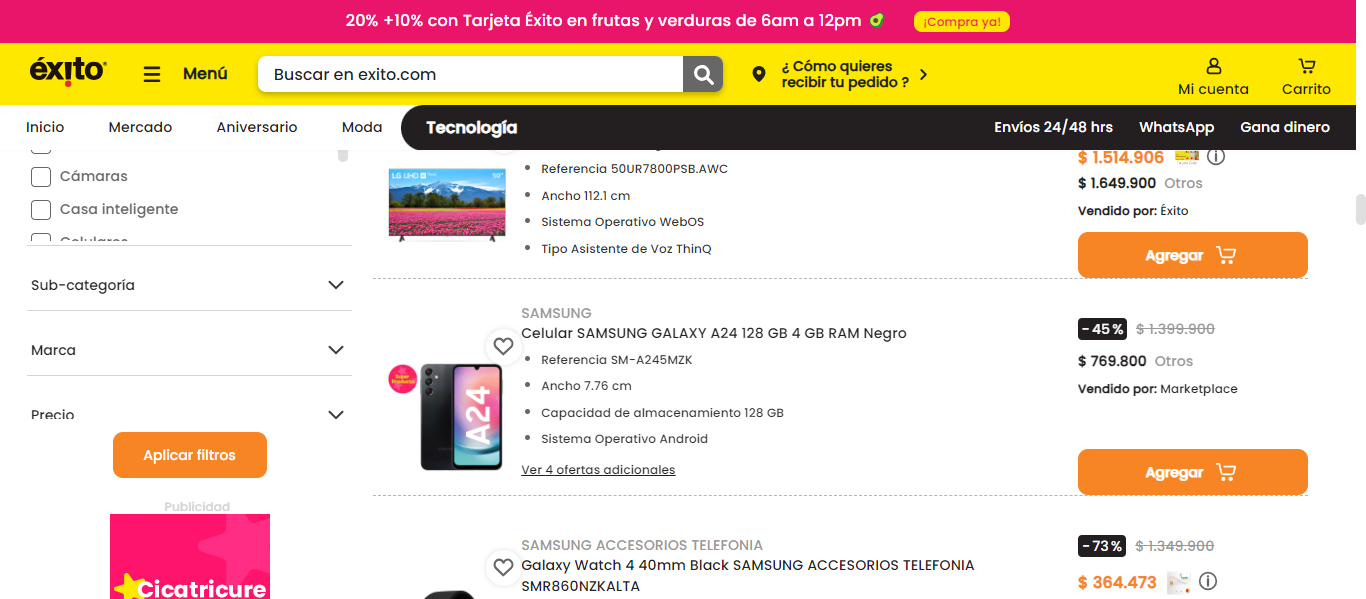 20% +10% con Tarjeta Éxito en frutas y verduras de 6am a 12pm
¡Compra ya!
éxito
Menú
Buscar en exito.com
¿ Cómo quieres
recibir tu pedido ?
Mi cuenta
Carrito
Inicio
Mercado
Aniversario
Moda
Tecnología
Envíos 24/48 hrs
WhatsApp
Gana dinero
Cámaras
Casa inteligente
Celulares
Sub-categoría
Marca
Precio
Aplicar filtros
Publicidad
Cicatricure
LG UHD
50"
Referencia 50UR7800PSB.AWC
Ancho 112.1 cm
Sistema Operativo WebOS
Tipo Asistente de Voz ThinQ
$ 1.514.906
$ 1.649.900 Otros
Vendido por: Éxito
Agregar
SAMSUNG
Celular SAMSUNG GALAXY A24 128 GB 4 GB RAM Negro
Referencia SM-A245MZK
Ancho 7.76 cm
Capacidad de almacenamiento 128 GB
Sistema Operativo Android
Ver 4 ofertas adicionales
Super
Producto
A24
- 45 % $ 1.399.900
$ 769.800 Otros
Vendido por: Marketplace
Agregar
SAMSUNG ACCESORIOS TELEFONIA
Galaxy Watch 4 40mm Black SAMSUNG ACCESORIOS TELEFONIA
SMR860NZKALTA
- 73 % $ 1.349.900
$ 364.473